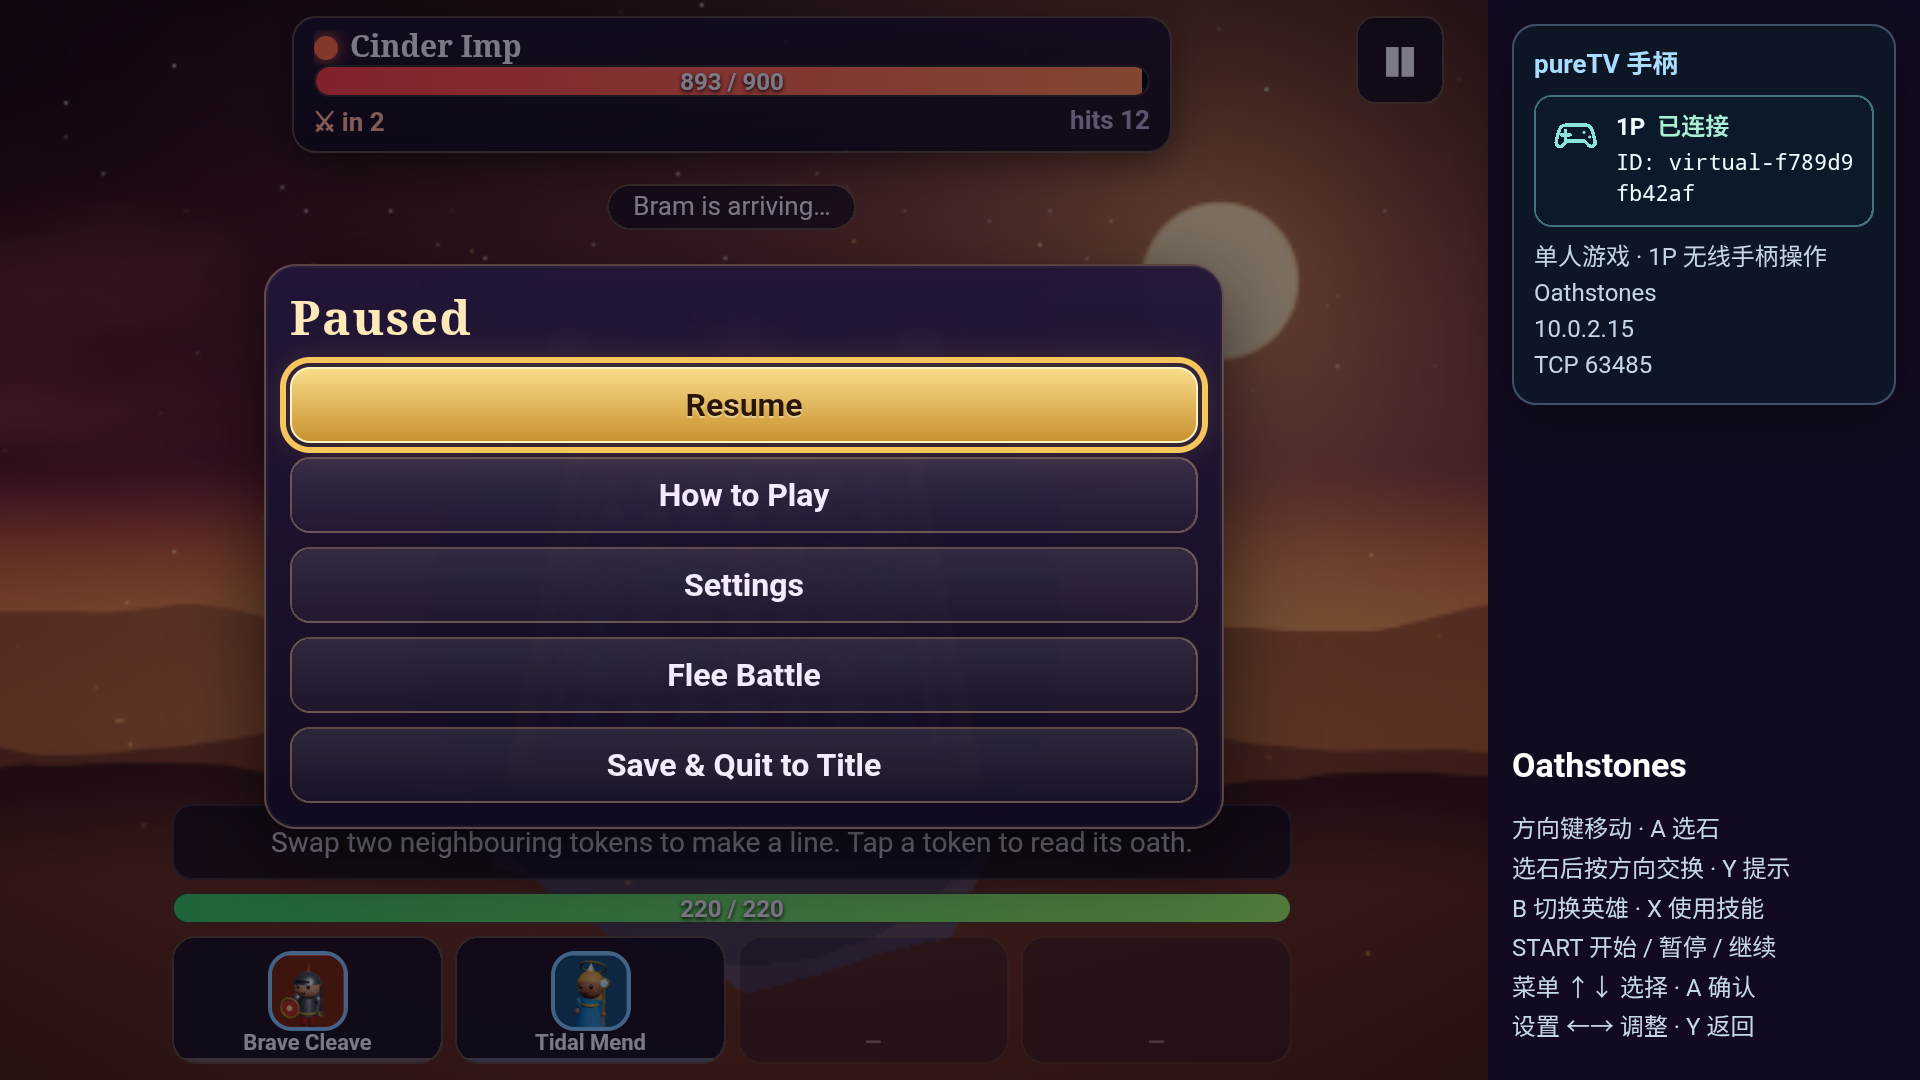 Cinder Imp
893 / 900
in 2
hits 12
Bram is arriving...
Paused
Resume
How to Play
Settings
Flee Battle
Save & Quit to Title
Swap two neighbouring tokens to make a line. Tap a token to read its oath.
220 / 220
Brave Cleave
Tidal Mend
—
—
pureTV 手柄
1P 已连接
ID: virtual-f789d9
fb42af
单人游戏 · 1P 无线手柄操作
Oathstones
10.0.2.15
TCP 63485
Oathstones
方向键移动 · A 选石
选石后按方向交换 · Y 提示
B 切换英雄 · X 使用技能
START 开始 / 暂停 / 继续
菜单 ↑↓ 选择 · A 确认
设置 ←→ 调整 · Y 返回